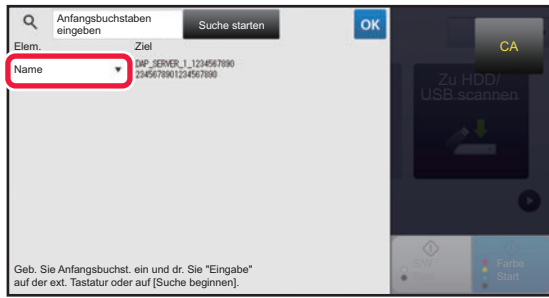 Anfangsbuchstaben
eingeben
Suche starten
OK
CA
Elem.
Ziel
Name
DAP_SERVER_1_1234567890
2345678901234567890
Zu HDD/
USB scannen
S/W
Start
Farbe
Start
Geb. Sie Anfangsbuchst. ein und dr. Sie "Eingabe"
auf der ext. Tastatur oder auf [Suche beginnen].